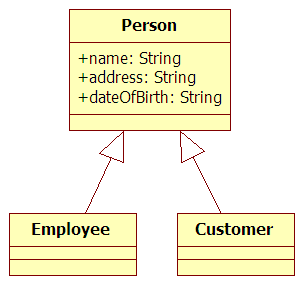 Person
+name: String
+address: String
+dateOfBirth: String
Employee
Customer